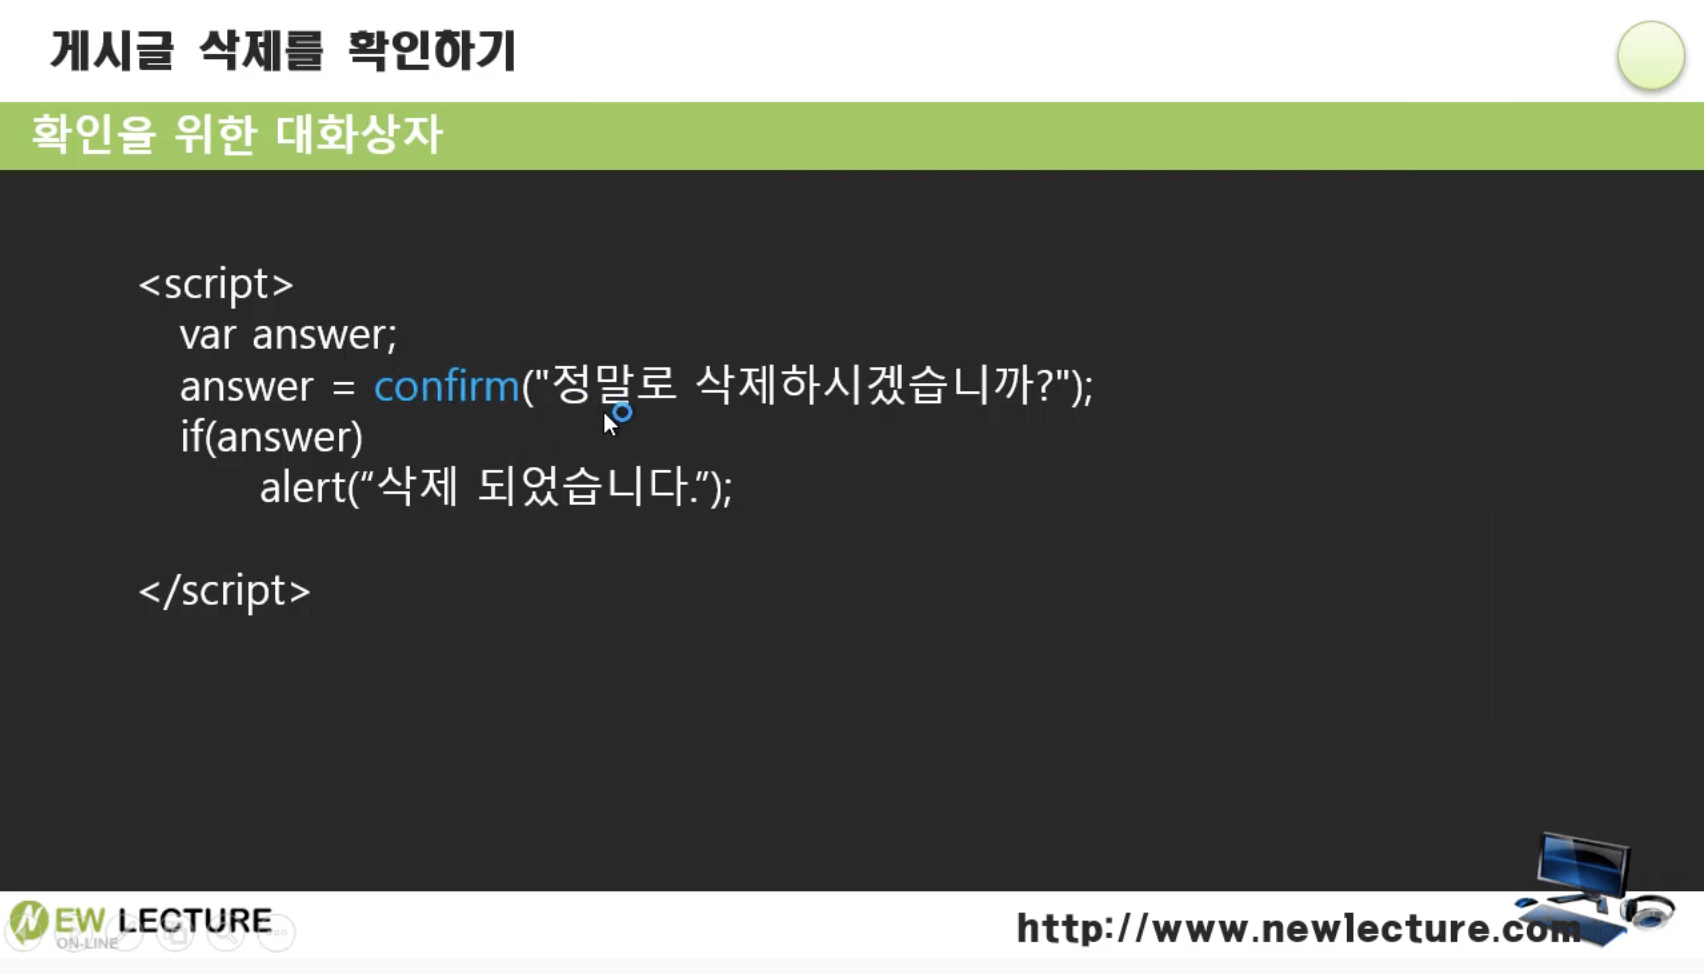 게시글 삭제를 확인하기
확인을 위한 대화상자
<script>
var answer;
answer = confirm("정말로 삭제하시겠습니까?");
if(answer)
alert(“삭제 되었습니다.”);
</script>
NEW LECTURE
ON-LINE
http://www.newlecture.com